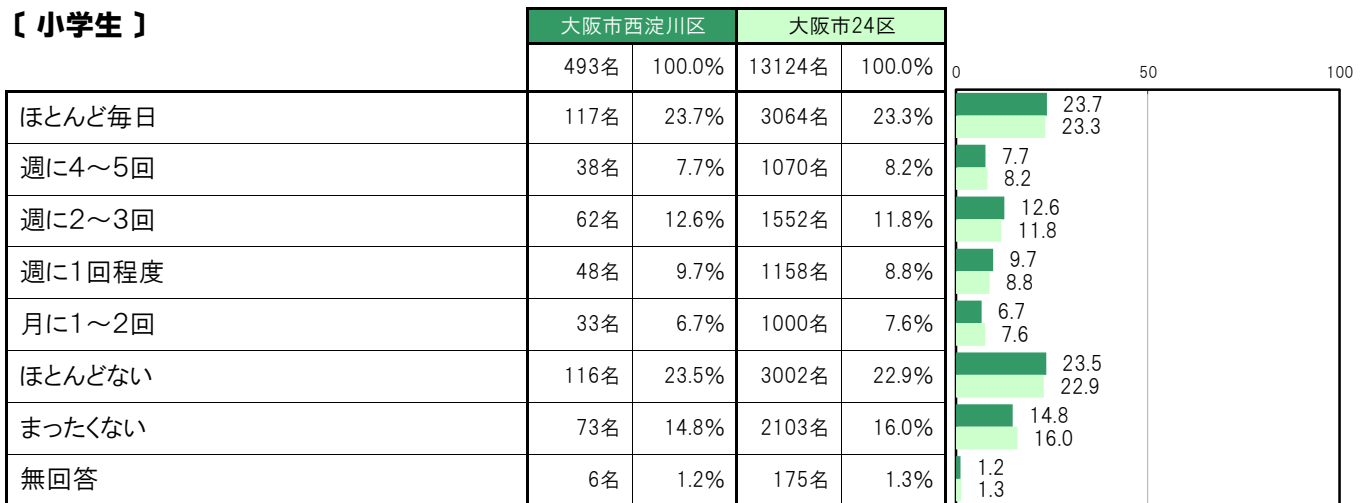 〔 小学生 〕
大阪市西淀川区 大阪市24区
493名 100.0% 13124名 100.0% 0 50 100
ほとんど毎日 117名 23.7% 3064名 23.3% 23.7
23.3
週に4～5回 38名 7.7% 1070名 8.2% 7.7
8.2
週に2～3回 62名 12.6% 1552名 11.8% 12.6
11.8
週に1回程度 48名 9.7% 1158名 8.8% 9.7
8.8
月に1～2回 33名 6.7% 1000名 7.6% 6.7
7.6
ほとんどない 116名 23.5% 3002名 22.9% 23.5
22.9
まったくない 73名 14.8% 2103名 16.0% 14.8
16.0
無回答 6名 1.2% 175名 1.3% 1.2
1.3